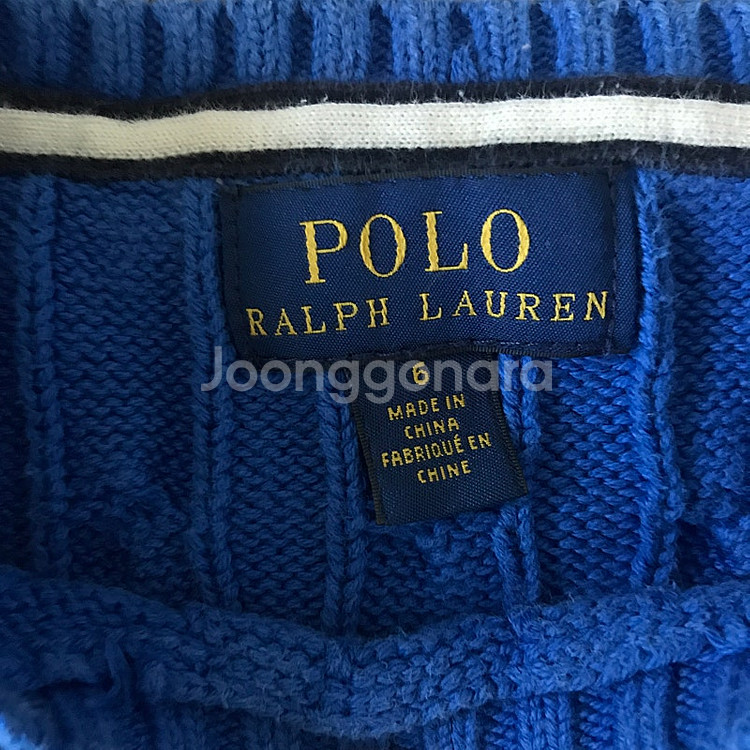 POLO
RALPH LAUREN
Joonggonara
6
MADE IN
CHINA
FABRIQUÉ EN
CHINE